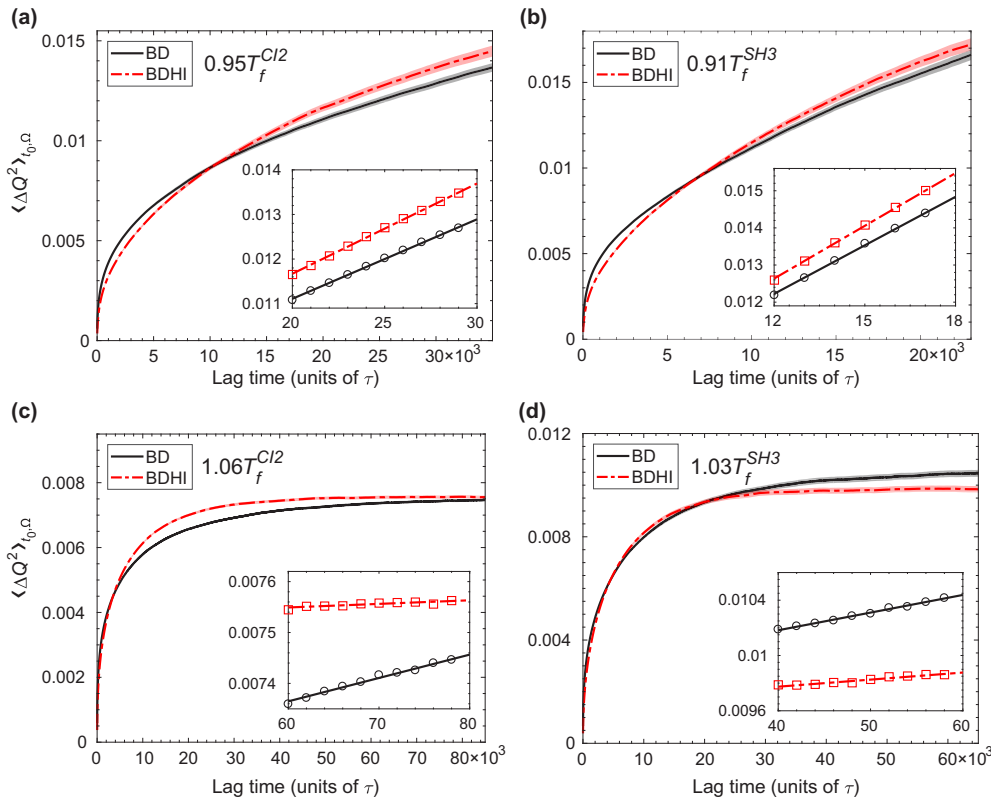 (a)
BD
BDHI
0.95T_f^{CI2}
0.015
0.01
0.005
0
0 5 10 15 20 25 30×10³
Lag time (units of τ)
⟨ΔQ²⟩_{t₀,Ω}
0.014
0.013
0.012
0.011
20 25 30
(b)
BD
BDHI
0.91T_f^{SH3}
0.015
0.01
0.005
0
0 5 10 15 20×10³
Lag time (units of τ)
0.015
0.014
0.013
0.012
12 14 16 18
(c)
BD
BDHI
1.06T_f^{CI2}
0.008
0.006
0.004
0.002
0
0 10 20 30 40 50 60 70 80×10³
Lag time (units of τ)
⟨ΔQ²⟩_{t₀,Ω}
0.0076
0.0075
0.0074
60 70 80
(d)
BD
BDHI
1.03T_f^{SH3}
0.012
0.008
0.004
0
0 10 20 30 40 50 60×10³
Lag time (units of τ)
0.0104
0.01
0.0096
40 50 60